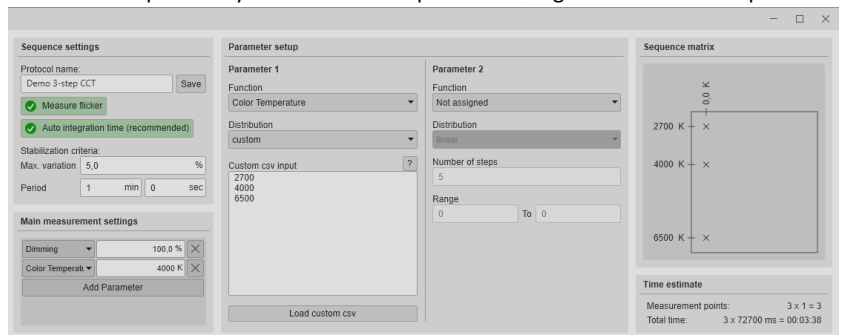 Sequence settings
Protocol name:
Demo 3-step CCT
Save
Measure flicker
Auto integration time (recommended)
Stabilization criteria:
Max. variation 5,0 %
Period 1 min 0 sec
Main measurement settings
Dimming 100,0 %
Color Temperatu 4000 K
Add Parameter
Parameter setup
Parameter 1
Function
Color Temperature
Distribution
custom
Custom csv input ?
2700
4000
6500
Load custom csv
Parameter 2
Function
Not assigned
Distribution
linear
Number of steps
5
Range
0 To 0
Sequence matrix
0,0 K
2700 K
4000 K
6500 K
Time estimate
Measurement points: 3 x 1 = 3
Total time: 3 x 72700 ms = 00:03:38